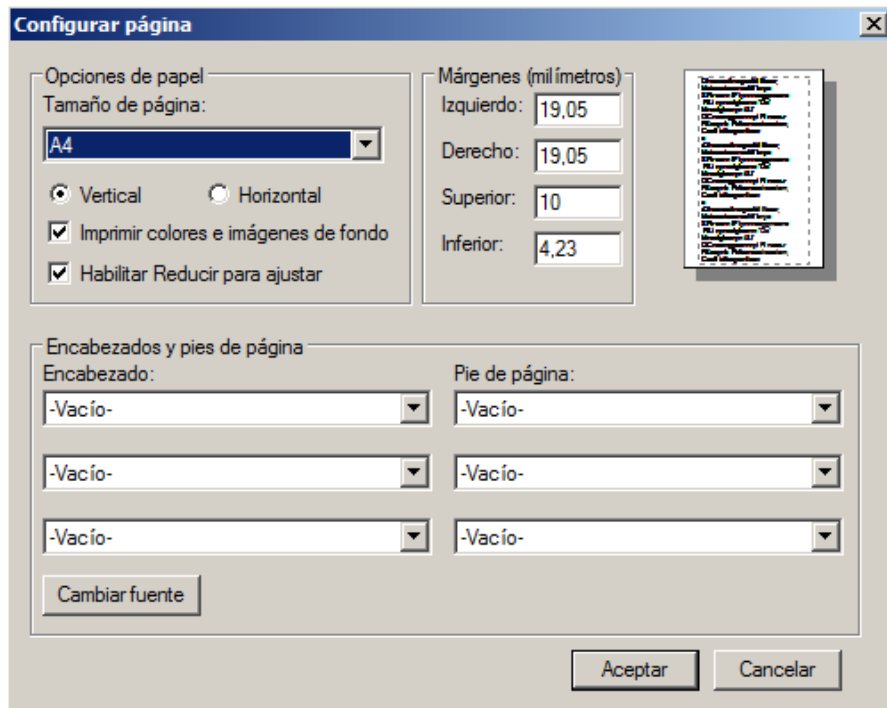 Configurar página
Opciones de papel
Tamaño de página:
A4
Vertical
Horizontal
Imprimir colores e imágenes de fondo
Habilitar Reducir para ajustar
Márgenes (milímetros)
Izquierdo: 19,05
Derecho: 19,05
Superior: 10
Inferior: 4,23
Encabezados y pies de página
Encabezado:
Pie de página:
-Vacío-
-Vacío-
-Vacío-
-Vacío-
-Vacío-
-Vacío-
Cambiar fuente
Aceptar
Cancelar